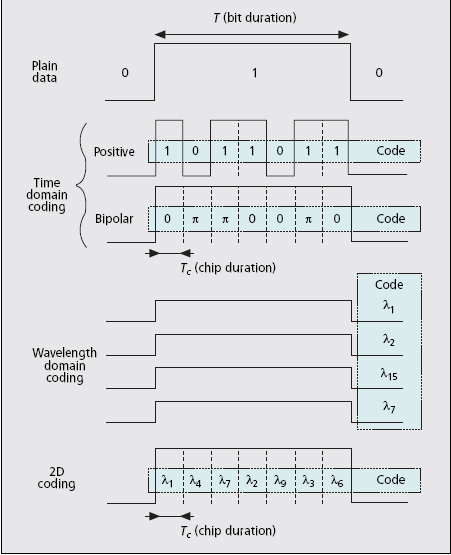 T (bit duration)
Plain
data
0 1 0
Positive 1 0 1 1 0 1 1 Code
Time
domain
coding
Bipolar 0 π π 0 0 π 0 Code
Tc (chip duration)
Code
λ1
λ2
λ15
λ7
Wavelength
domain
coding
2D
coding
λ1 λ4 λ7 λ2 λ9 λ3 λ6 Code
Tc (chip duration)